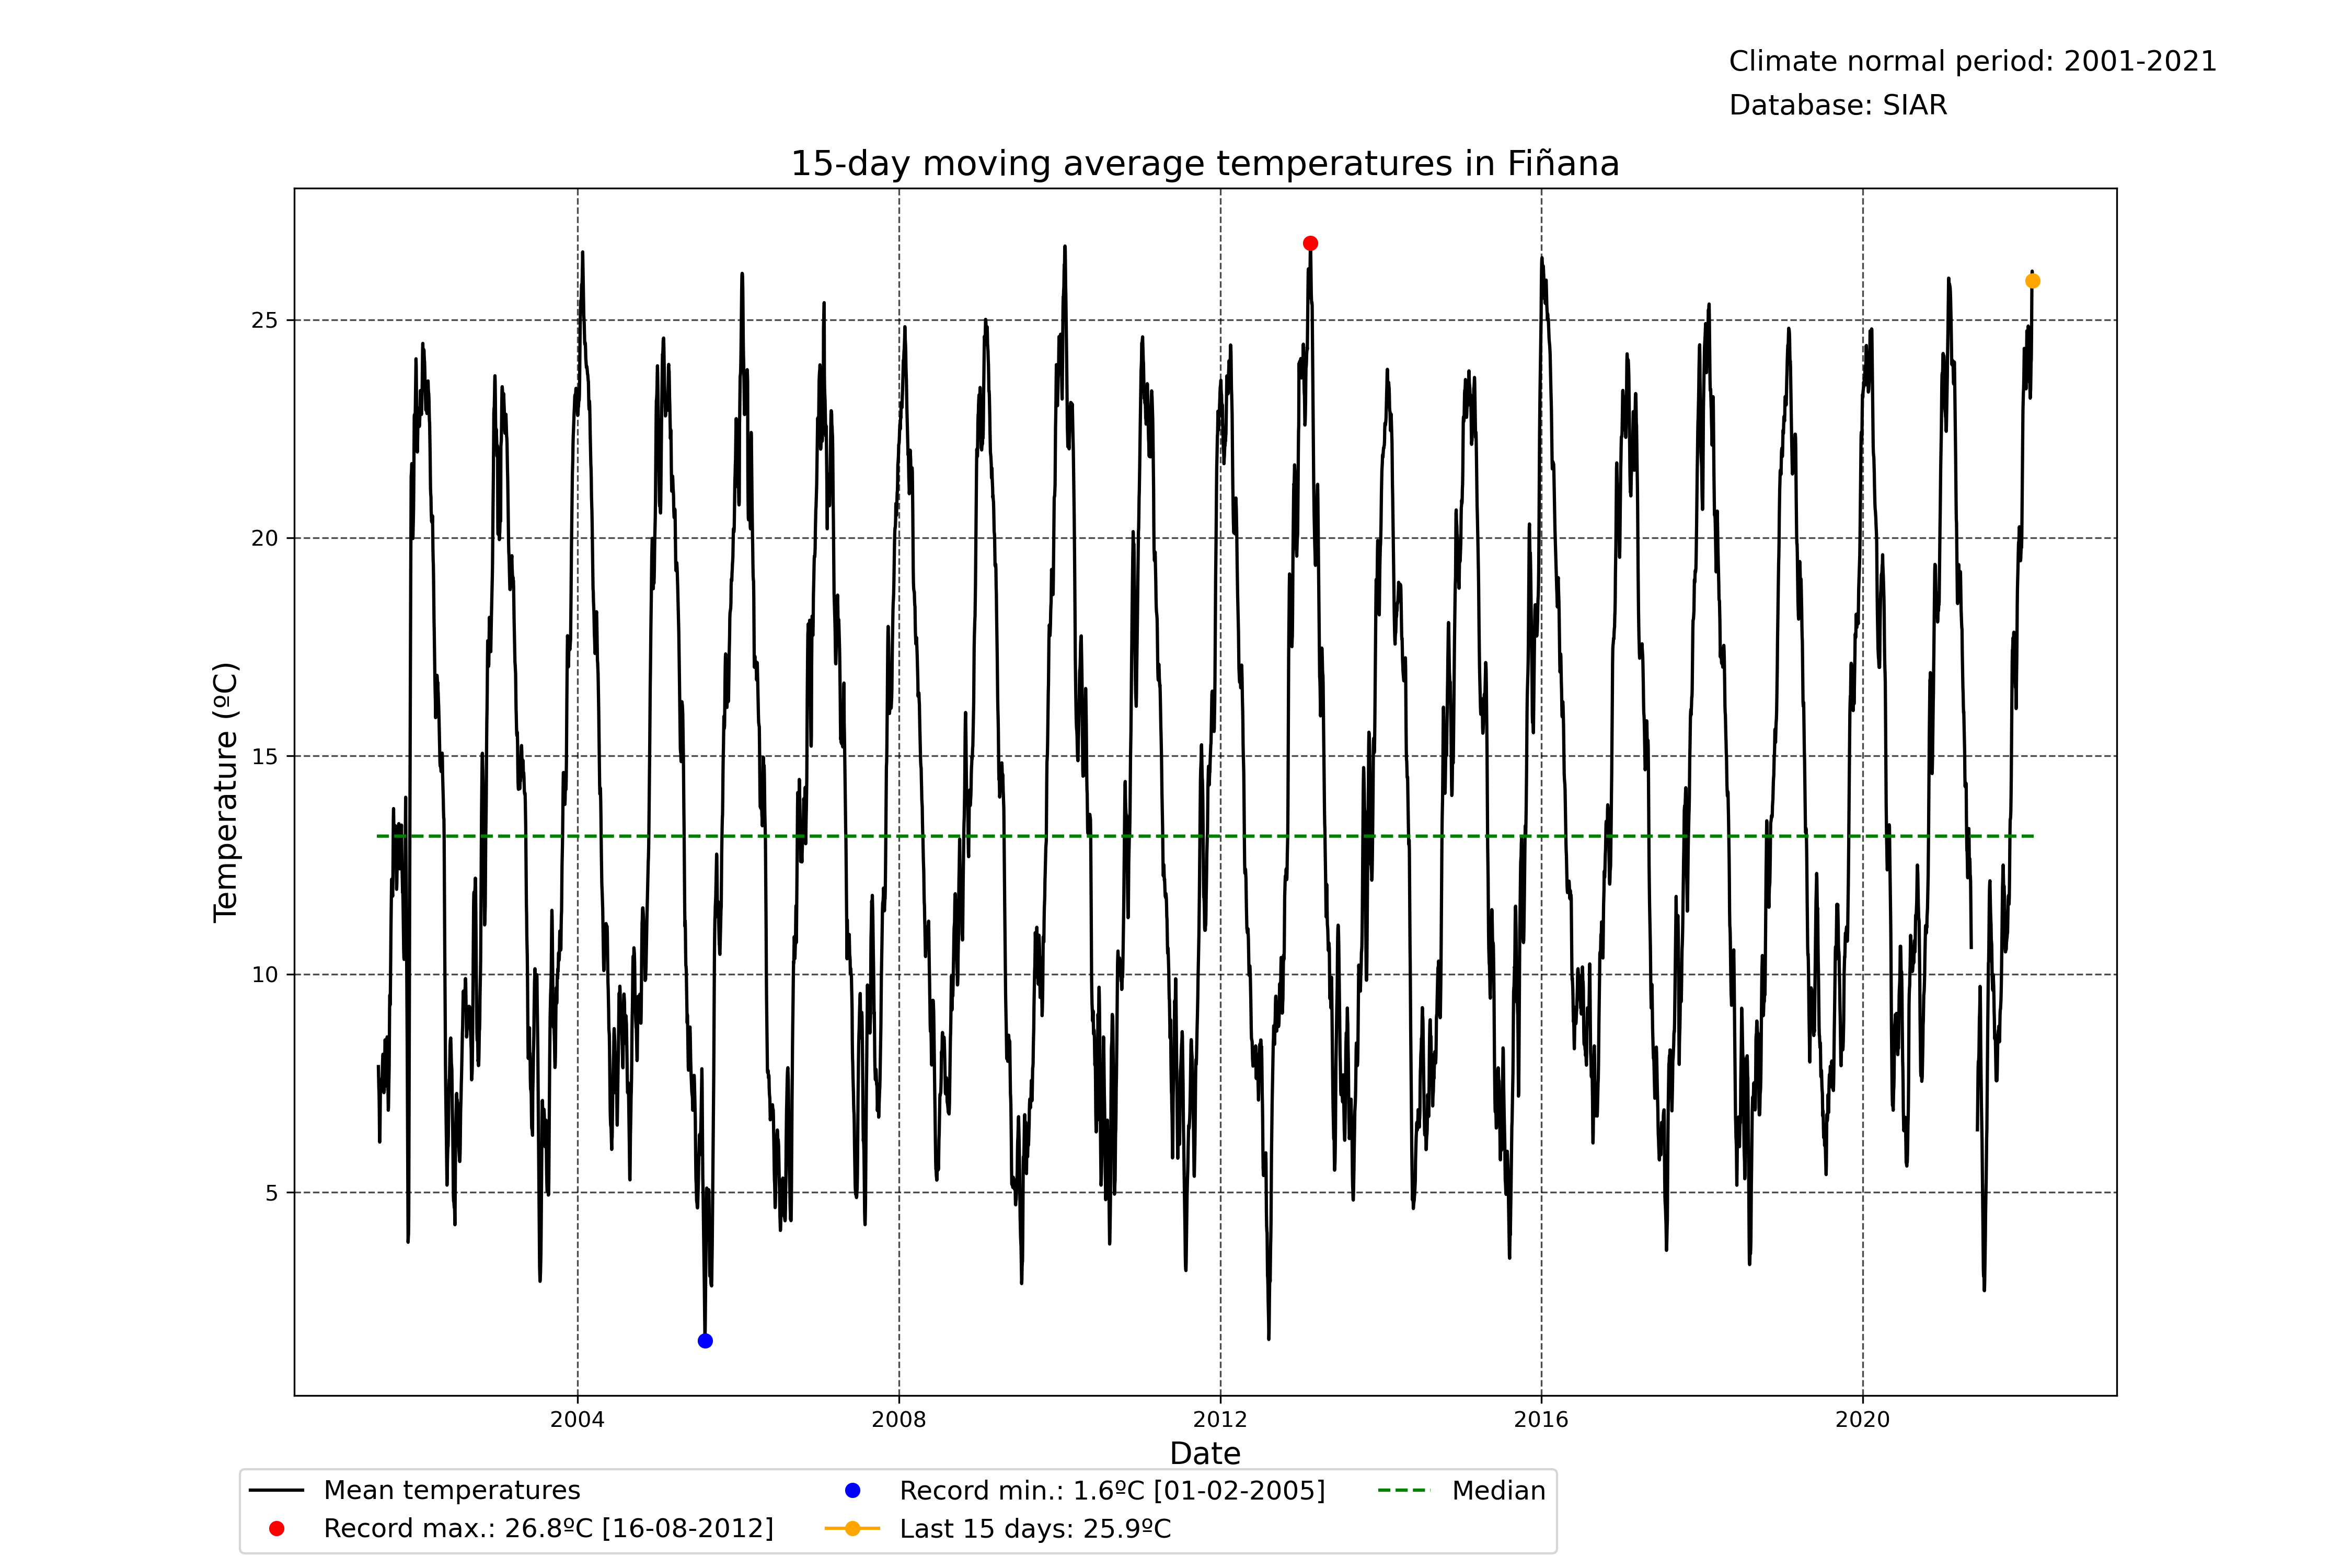 Climate normal period: 2001-2021
Database: SIAR
15-day moving average temperatures in Fiñana
Temperature (ºC)
25
20
15
10
5
2004
2008
2012
2016
2020
Date
Mean temperatures
Record max.: 26.8ºC [16-08-2012]
Record min.: 1.6ºC [01-02-2005]
Last 15 days: 25.9ºC
Median